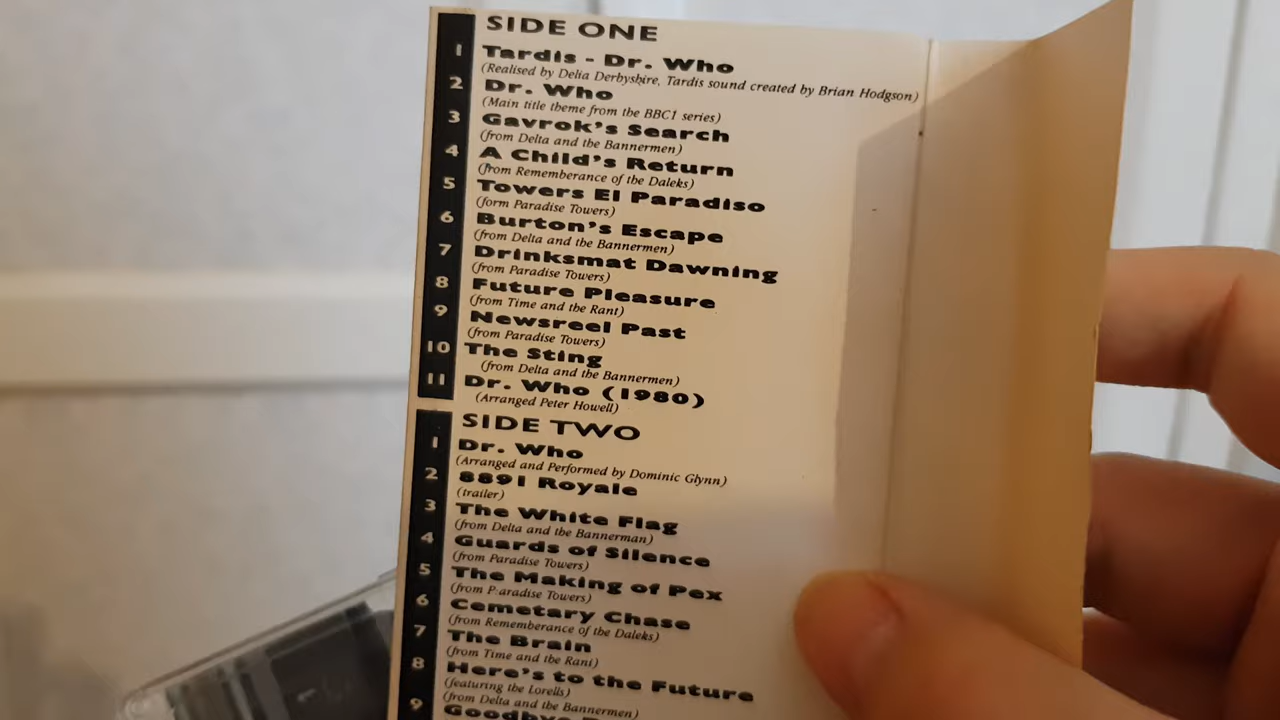 SIDE ONE
1 Tardis - Dr. Who
(Realised by Delia Derbyshire, Tardis sound created by Brian Hodgson)
2 Dr. Who
(Main title theme from the BBC1 series)
3 Gavrok's Search
(from Delta and the Bannermen)
4 A Child's Return
(from Rememberance of the Daleks)
5 Towers El Paradiso
(form Paradise Towers)
6 Burton's Escape
(from Delta and the Bannermen)
7 Drinksmat Dawning
(from Paradise Towers)
8 Future Pleasure
(from Time and the Rant)
9 Newsreel Past
(from Paradise Towers)
10 The Sting
(from Delta and the Bannermen)
11 Dr. Who (1980)
(Arranged Peter Howell)
SIDE TWO
1 Dr. Who
(Arranged and Performed by Dominic Glynn)
2 8891 Royale
(trailer)
3 The White Flag
(from Delta and the Bannerman)
4 Guards of Silence
(from Paradise Towers)
5 The Making of Pex
(from Paradise Towers)
6 Cemetary Chase
(from Rememberance of the Daleks)
7 The Brain
(from Time and the Rani)
8 Here's to the Future
(featuring the Lorells)
(from Delta and the Bannermen)
9 Goodbye